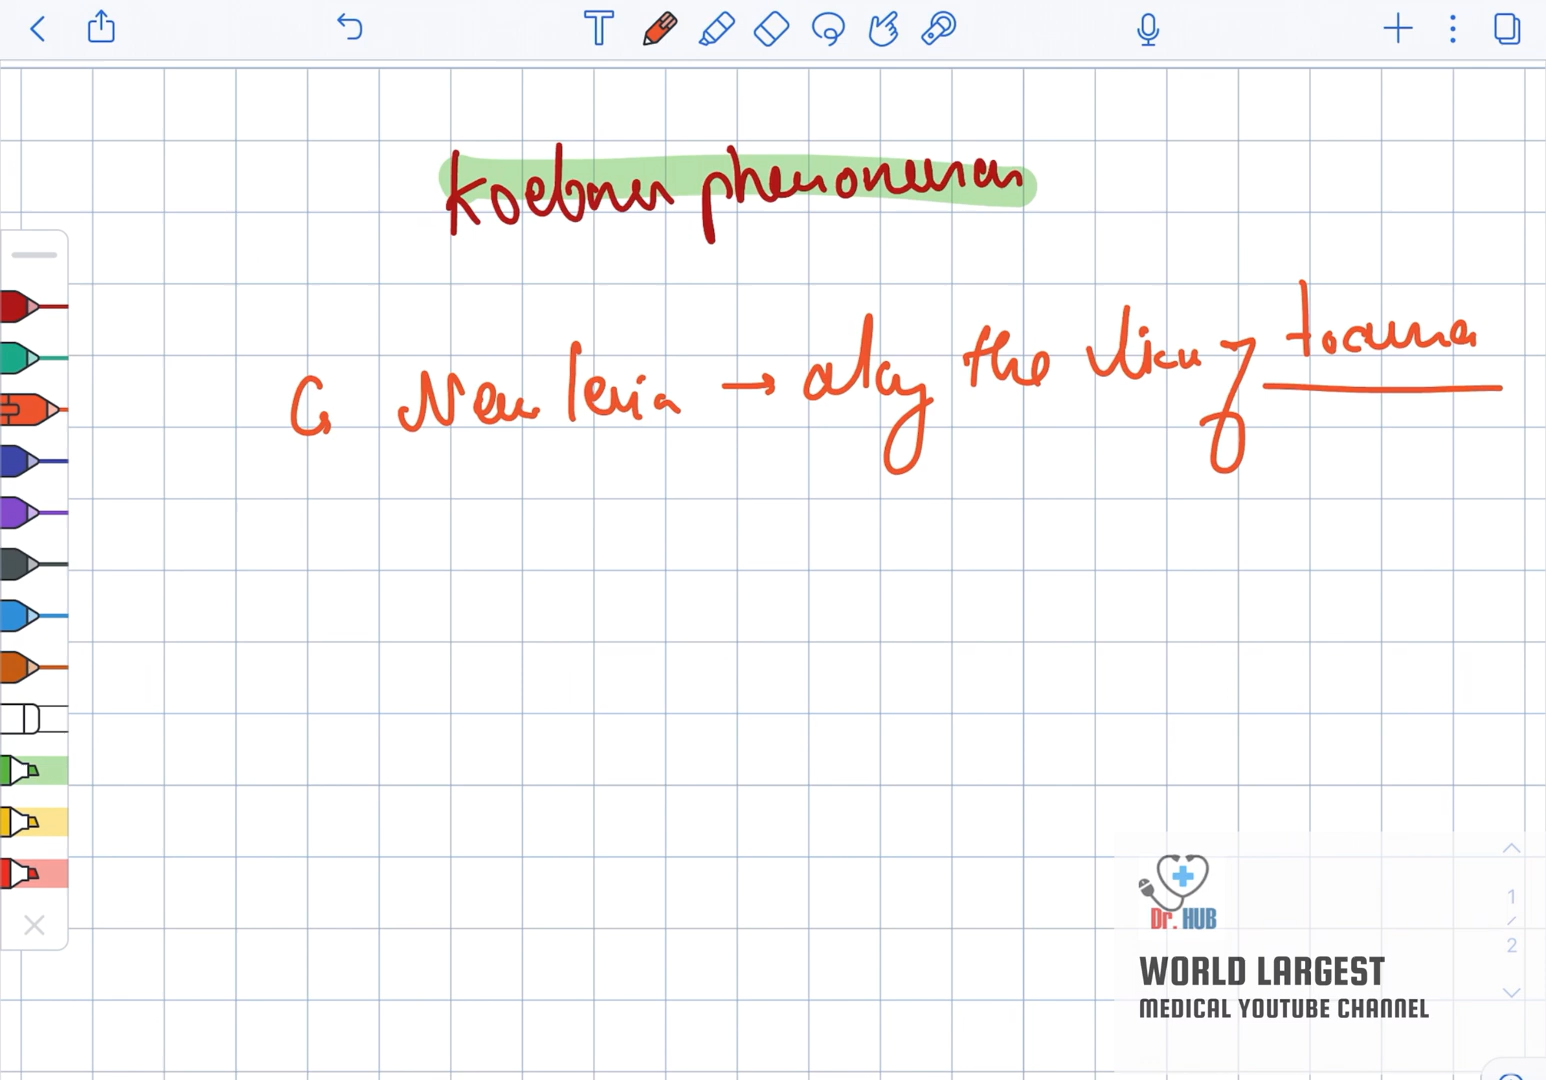 Koebner phenomenon
↳ New lesion → along the line of trauma
Dr. HUB
WORLD LARGEST
MEDICAL YOUTUBE CHANNEL
1
/
2